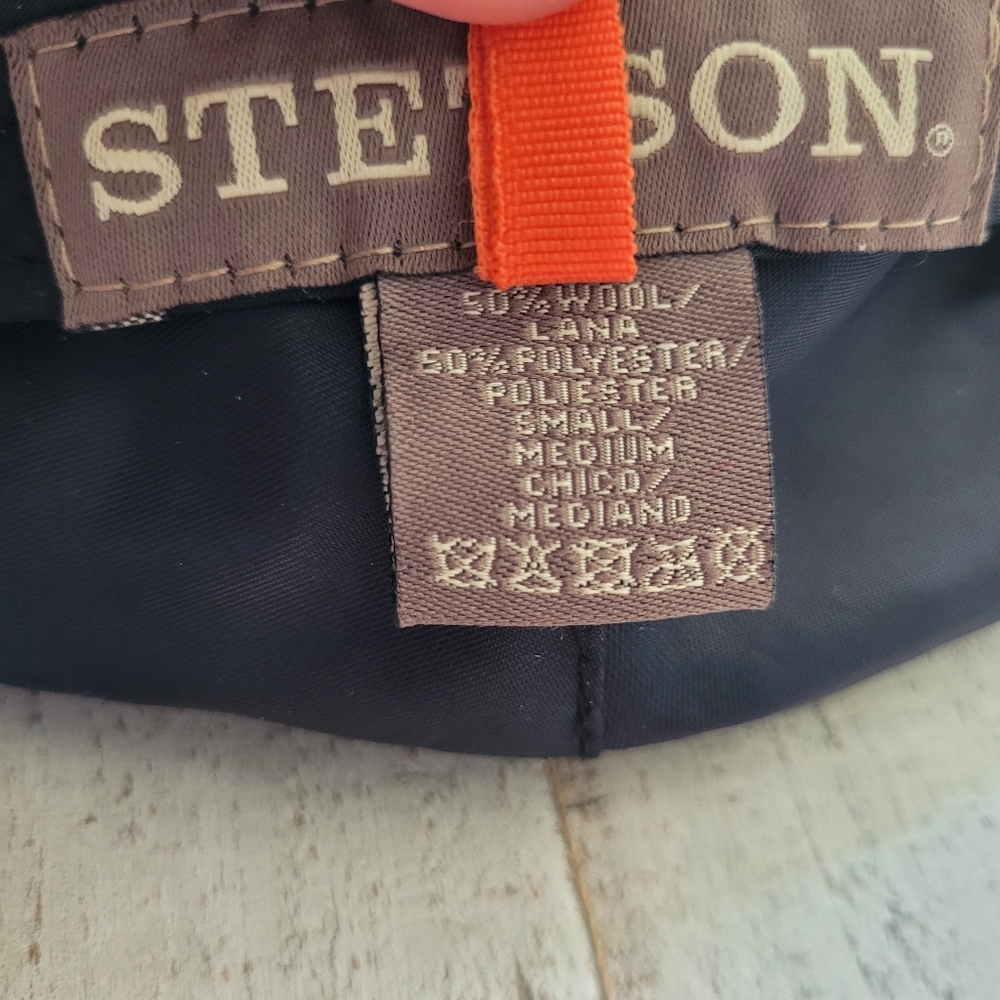 STETSON®
50% WOOL/
LANA
50% POLYESTER/
POLIESTER
SMALL/
MEDIUM
CHICO/
MEDIANO